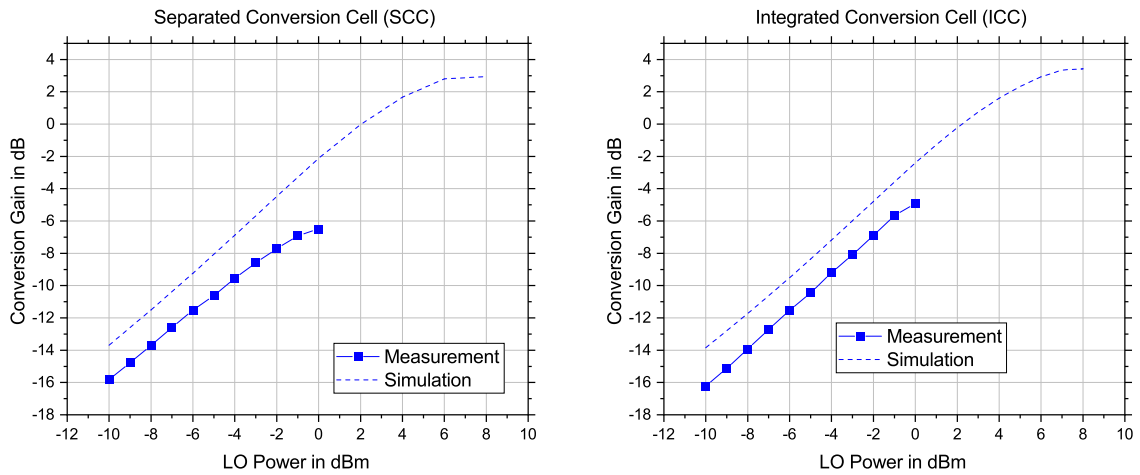 Separated Conversion Cell (SCC)
4
2
0
-2
-4
-6
-8
-10
-12
-14
-16
-18
Conversion Gain in dB
Measurement
Simulation
-12 -10 -8 -6 -4 -2 0 2 4 6 8 10
LO Power in dBm
Integrated Conversion Cell (ICC)
4
2
0
-2
-4
-6
-8
-10
-12
-14
-16
-18
Conversion Gain in dB
Measurement
Simulation
-12 -10 -8 -6 -4 -2 0 2 4 6 8 10
LO Power in dBm